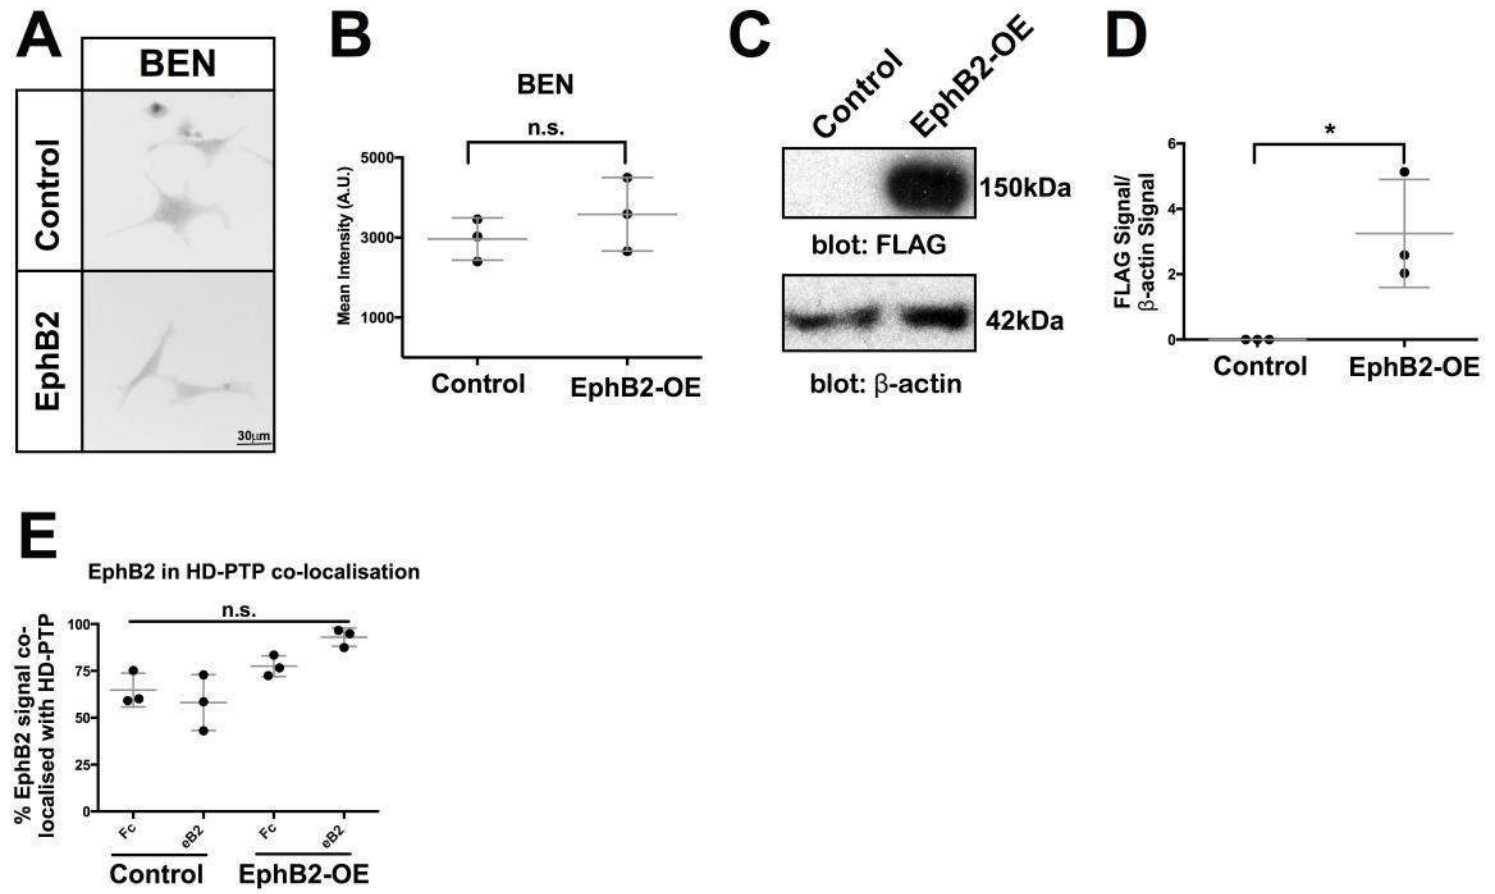 A
BEN
Control
EphB2
30µm
B
BEN
n.s.
Mean Intensity (A.U.)
5000
3000
1000
Control
EphB2-OE
C
Control
EphB2-OE
150kDa
blot: FLAG
42kDa
blot: β-actin
D
*
FLAG Signal/
β-actin Signal
6
4
2
0
Control
EphB2-OE
E
EphB2 in HD-PTP co-localisation
n.s.
% EphB2 signal co-
localised with HD-PTP
100
75
50
25
0
Fc
eB2
Fc
eB2
Control
EphB2-OE